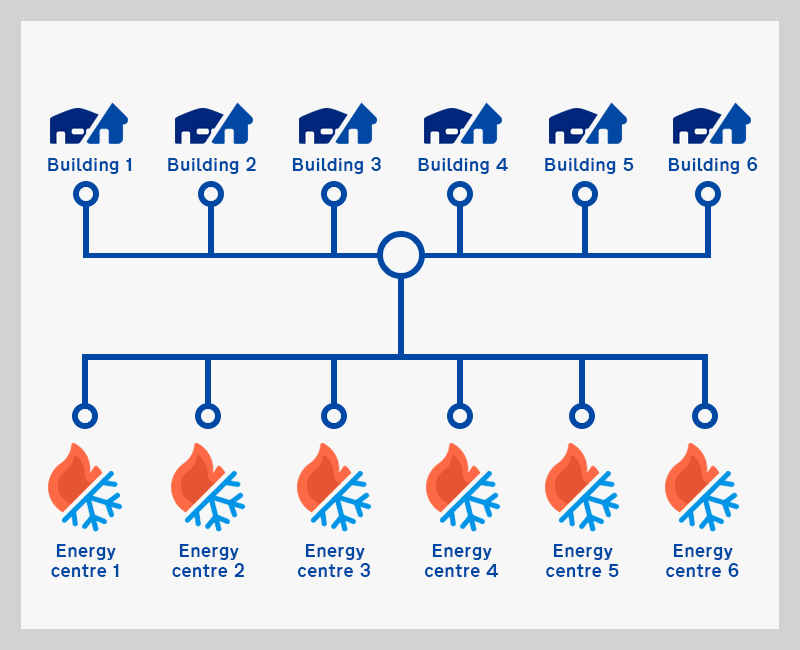 Building 1
Building 2
Building 3
Building 4
Building 5
Building 6
Energy
centre 1
Energy
centre 2
Energy
centre 3
Energy
centre 4
Energy
centre 5
Energy
centre 6